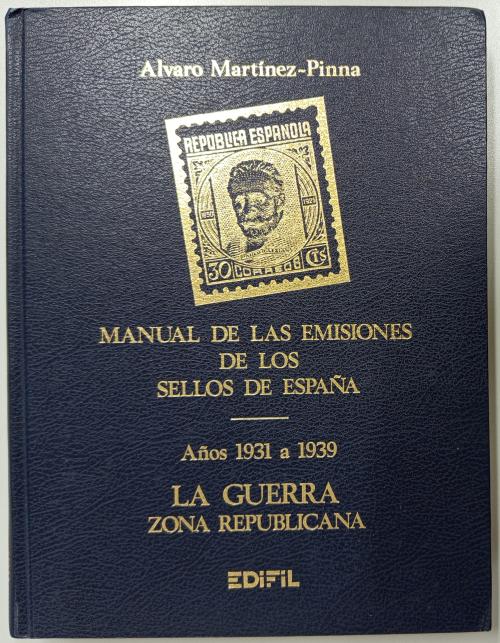 Alvaro Martínez-Pinna
REPÚBLICA ESPAÑOLA
30 CORREOS CTS
MANUAL DE LAS EMISIONES
DE LOS
SELLOS DE ESPAÑA
Años 1931 a 1939
LA GUERRA
ZONA REPUBLICANA
EDIFIL